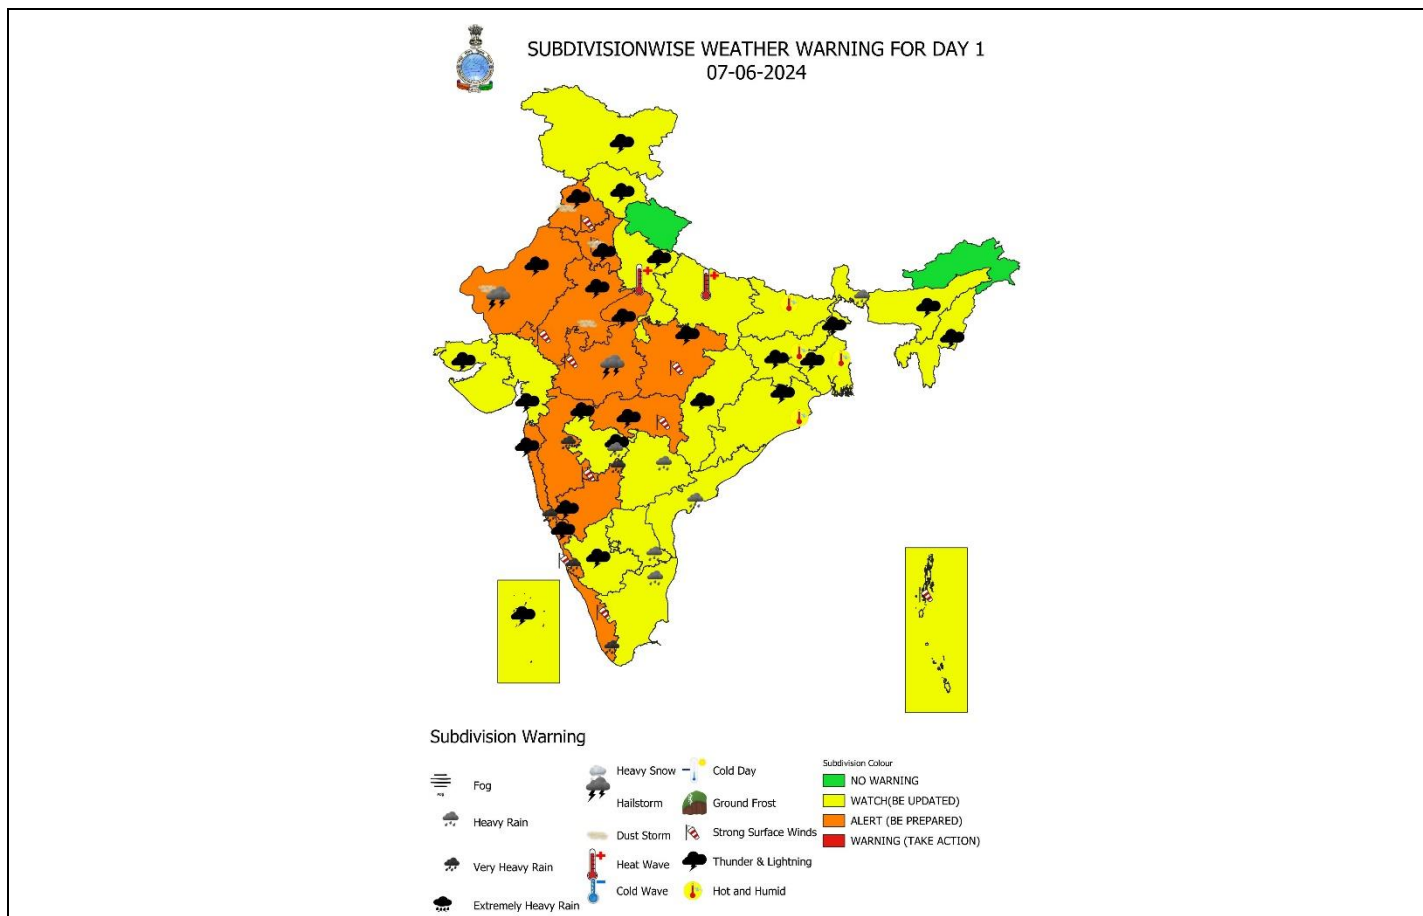 SUBDIVISIONWISE WEATHER WARNING FOR DAY 1
07-06-2024
Subdivision Warning
Fog
Heavy Rain
Very Heavy Rain
Extremely Heavy Rain
Heavy Snow
Hailstorm
Dust Storm
Heat Wave
Cold Wave
Cold Day
Ground Frost
Strong Surface Winds
Thunder & Lightning
Hot and Humid
Subdivision Colour
NO WARNING
WATCH(BE UPDATED)
ALERT (BE PREPARED)
WARNING (TAKE ACTION)